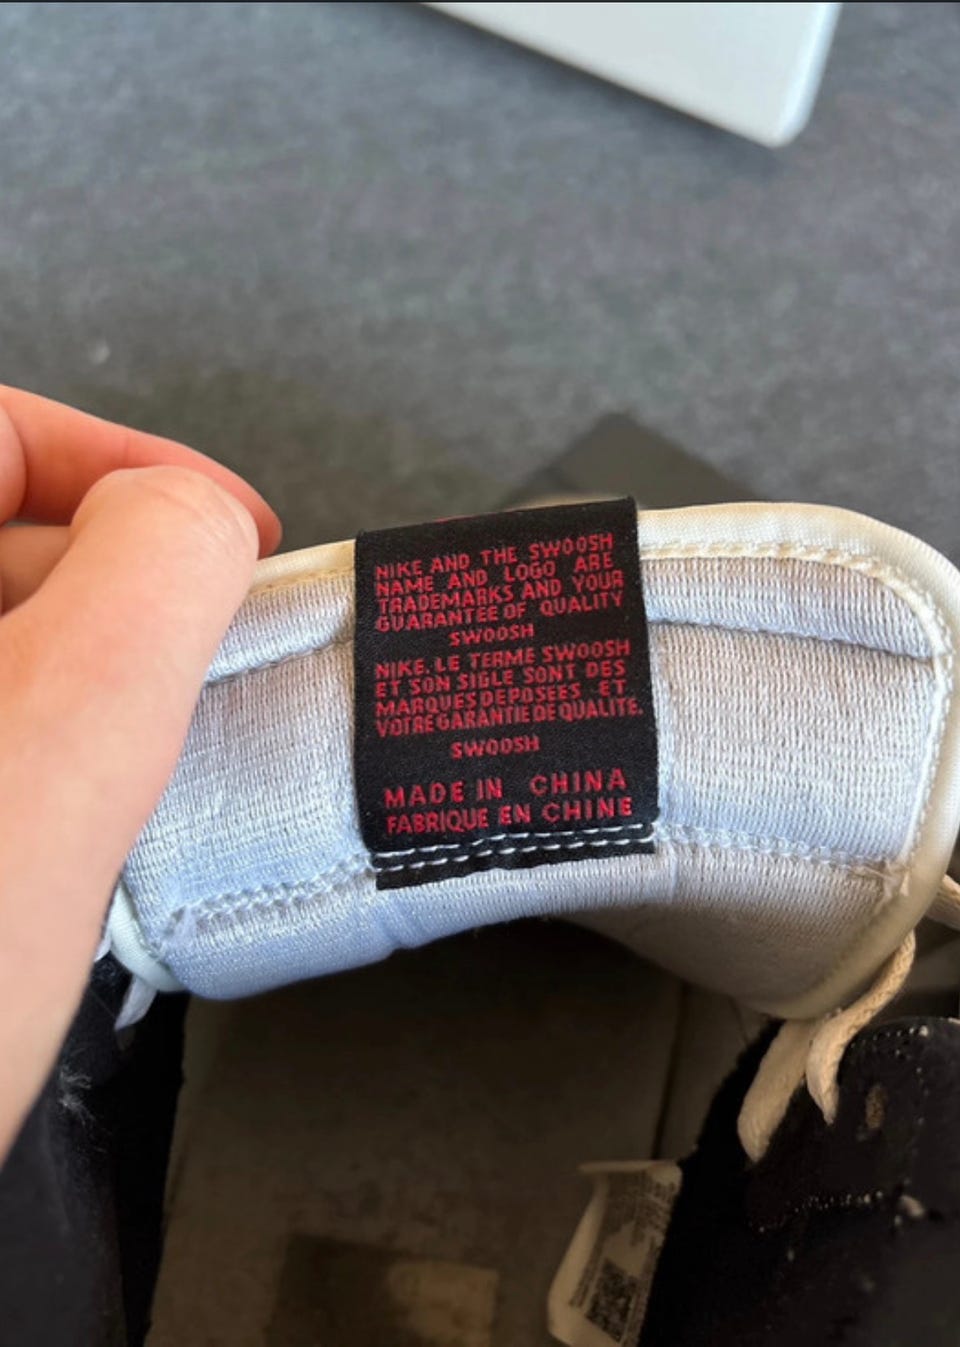 NIKE AND THE SWOOSH
NAME AND LOGO ARE
TRADEMARKS AND YOUR
GUARANTEE OF QUALITY
SWOOSH
NIKE. LE TERME SWOOSH
ET SON SIGLE SONT DES
MARQUES DEPOSEES . ET
VOTRE GARANTIE DE QUALITE.
SWOOSH
MADE IN CHINA
FABRIQUE EN CHINE